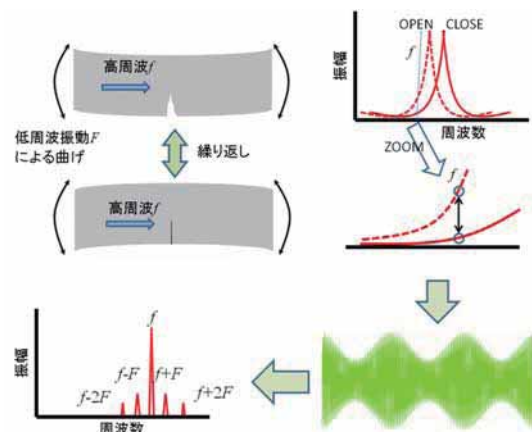 高周波f
低周波振動F
による曲げ
繰り返し
高周波f
OPEN
CLOSE
f
振幅
周波数
ZOOM
f
f
振幅
f-2F
f-F
f+F
f+2F
周波数